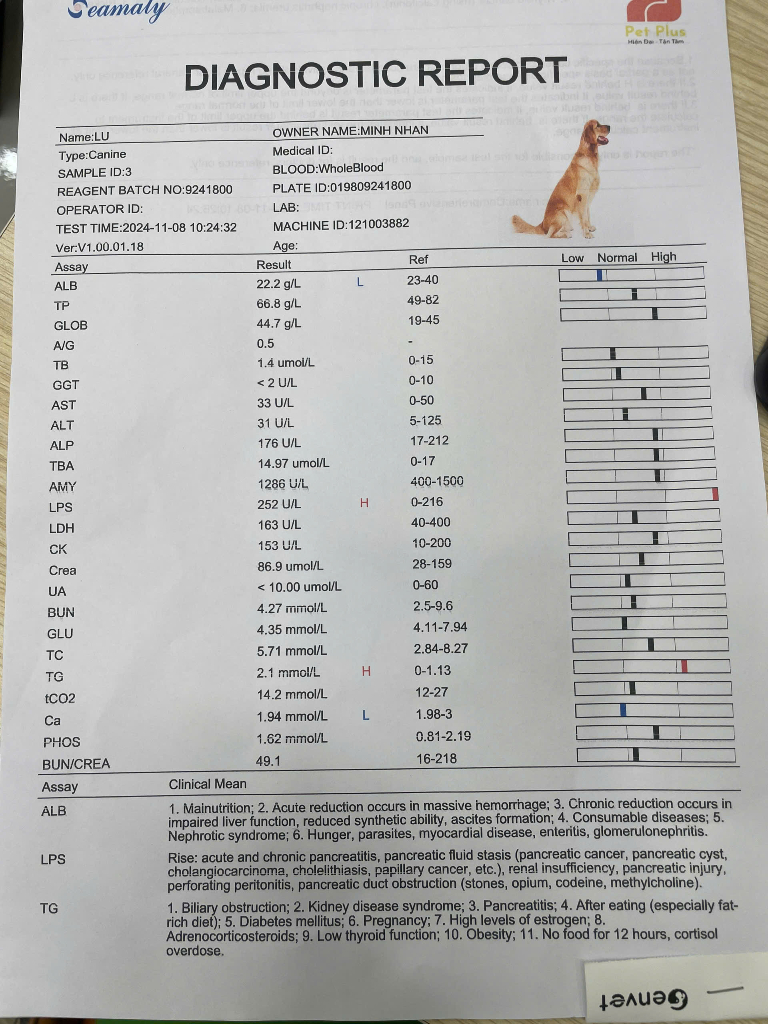 Seamaty
Pet Plus
Hiện Đại - Tận Tâm
DIAGNOSTIC REPORT
Name:LU OWNER NAME:MINH NHAN
Type:Canine Medical ID:
SAMPLE ID:3 BLOOD:WholeBlood
REAGENT BATCH NO:9241800 PLATE ID:019809241800
OPERATOR ID: LAB:
TEST TIME:2024-11-08 10:24:32 MACHINE ID:121003882
Ver:V1.00.01.18 Age:
Assay Result Ref Low Normal High
ALB 22.2 g/L L 23-40
TP 66.8 g/L 49-82
GLOB 44.7 g/L 19-45
A/G 0.5 -
TB 1.4 umol/L 0-15
GGT < 2 U/L 0-10
AST 33 U/L 0-50
ALT 31 U/L 5-125
ALP 176 U/L 17-212
TBA 14.97 umol/L 0-17
AMY 1286 U/L 400-1500
LPS 252 U/L H 0-216
LDH 163 U/L 40-400
CK 153 U/L 10-200
Crea 86.9 umol/L 28-159
UA < 10.00 umol/L 0-60
BUN 4.27 mmol/L 2.5-9.6
GLU 4.35 mmol/L 4.11-7.94
TC 5.71 mmol/L 2.84-8.27
TG 2.1 mmol/L H 0-1.13
tCO2 14.2 mmol/L 12-27
Ca 1.94 mmol/L L 1.98-3
PHOS 1.62 mmol/L 0.81-2.19
BUN/CREA 49.1 16-218
Assay Clinical Mean
ALB 1. Malnutrition; 2. Acute reduction occurs in massive hemorrhage; 3. Chronic reduction occurs in
impaired liver function, reduced synthetic ability, ascites formation; 4. Consumable diseases; 5.
Nephrotic syndrome; 6. Hunger, parasites, myocardial disease, enteritis, glomerulonephritis.
LPS Rise: acute and chronic pancreatitis, pancreatic fluid stasis (pancreatic cancer, pancreatic cyst,
cholangiocarcinoma, cholelithiasis, papillary cancer, etc.), renal insufficiency, pancreatic injury,
perforating peritonitis, pancreatic duct obstruction (stones, opium, codeine, methylcholine).
TG 1. Biliary obstruction; 2. Kidney disease syndrome; 3. Pancreatitis; 4. After eating (especially fat-
rich diet); 5. Diabetes mellitus; 6. Pregnancy; 7. High levels of estrogen; 8.
Adrenocorticosteroids; 9. Low thyroid function; 10. Obesity; 11. No food for 12 hours, cortisol
overdose.
Genvet